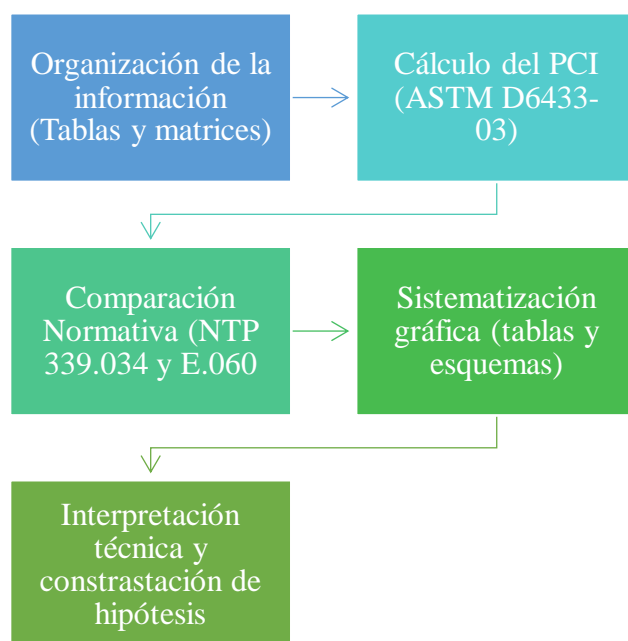 Organización de la
información
(Tablas y matrices)
Cálculo del PCI
(ASTM D6433-
03)
Comparación
Normativa (NTP
339.034 y E.060
Sistematización
gráfica (tablas y
esquemas)
Interpretación
técnica y
constrastación de
hipótesis